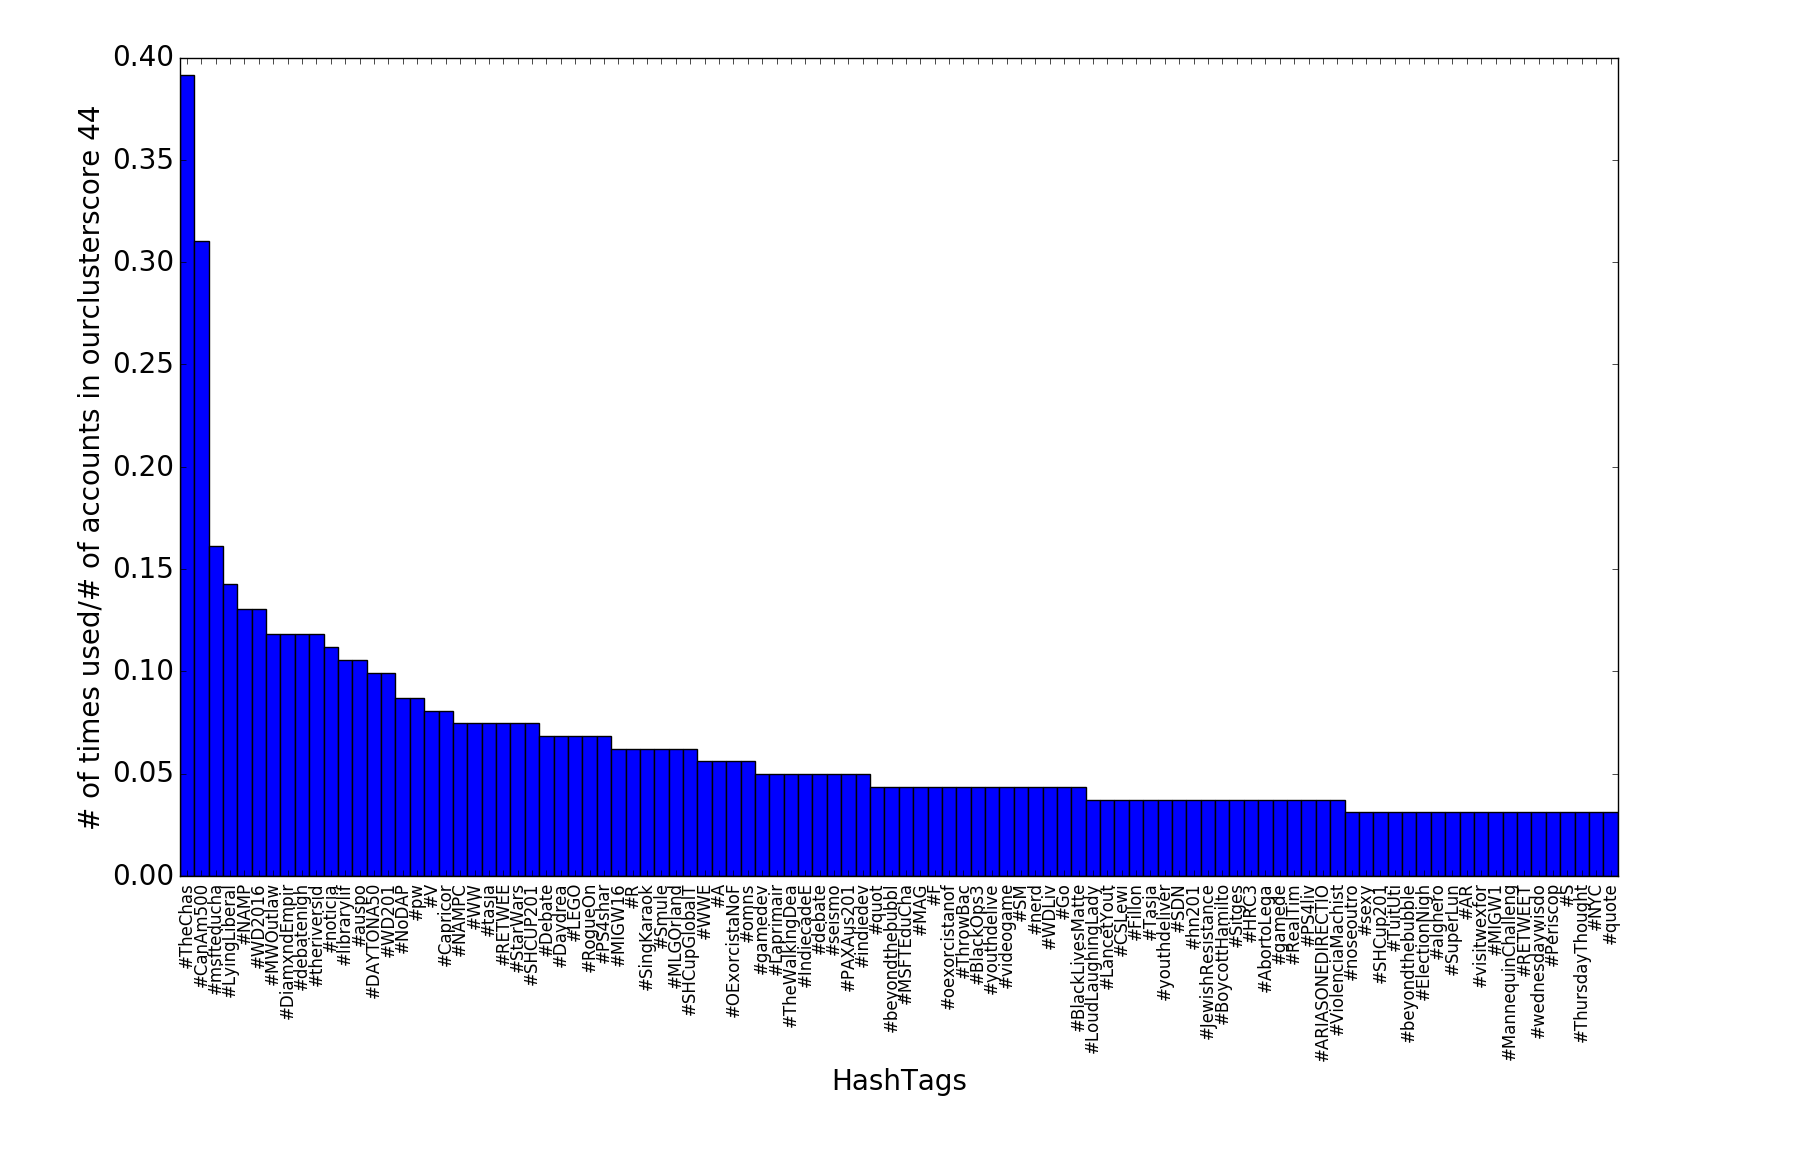 # of times used/# of accounts in ourclusterscore 44
0.40
0.35
0.30
0.25
0.20
0.15
0.10
0.05
0.00
#TheChas
#CapAm500
#msfteducha
#LyingLiberal
#NAMP
#WD2016
#MWOutlaw
#DiamxndEmpir
#debatenigh
#theriversid
#noticia
#librarylif
#auspo
#DAYTONA50
#WD201
#NoDAP
#pw
#V
#Capricor
#NAMPC
#WW
#tasja
#RETWEE
#StarWars
#SHCUP201
#Debate
#Daydrea
#LEGO
#RogueOn
#PS4shar
#MIGW16
#R
#SingKaraok
#Smule
#MLGOrland
#SHCupGlobalT
#WWE
#A
#OExorcistaNoF
#omns
#gamedev
#Laprimair
#TheWalkingDea
#IndiecadeE
#debate
#seismo
#PAXAus201
#indiedev
#quot
#beyondthebubbl
#MSFTEduCha
#MAG
#F
#oexorcistanof
#ThrowBac
#BlackOps3
#youthdelive
#videogame
#SM
#nerd
#WDLiv
#Go
#BlackLivesMatte
#LoudLaughingLady
#LanceYout
#CSLewi
#Fillon
#Tasja
#youthdeliver
#SDN
#hn201
#JewishResistance
#BoycottHamilto
#Sitges
#HRC3
#AbortoLega
#gamede
#RealTim
#PS4liv
#ARIASONEDIRECTIO
#ViolenciaMachist
#noseoutro
#sexy
#SHCup201
#TuitUti
#beyondthebubble
#ElectionNigh
#alghero
#SuperLun
#AR
#visitwexfor
#MIGW1
#MannequinChalleng
#RETWEET
#wednesdaywisdo
#Periscop
#S
#ThursdayThought
#NYC
#quote
HashTags